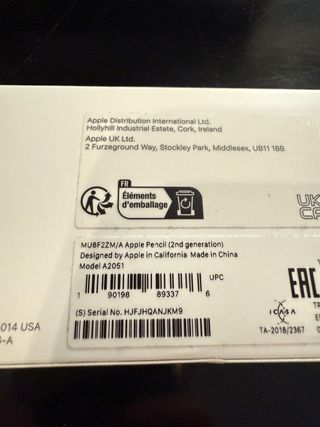 Apple Distribution International Ltd.
Hollyhill Industrial Estate, Cork, Ireland
Apple UK Ltd.
2 Furzeground Way, Stockley Park, Middlesex, UB11 1BB
FR
Éléments
d'emballage
UK
CA
MU8F2ZM/A Apple Pencil (2nd generation)
Designed by Apple in California Made in China
Model A2051
UPC
1 90198 89337 6
(S) Serial No. HJFJHQANJKM9
EAC
ICASA
TA-2018/2367
014 USA
-A